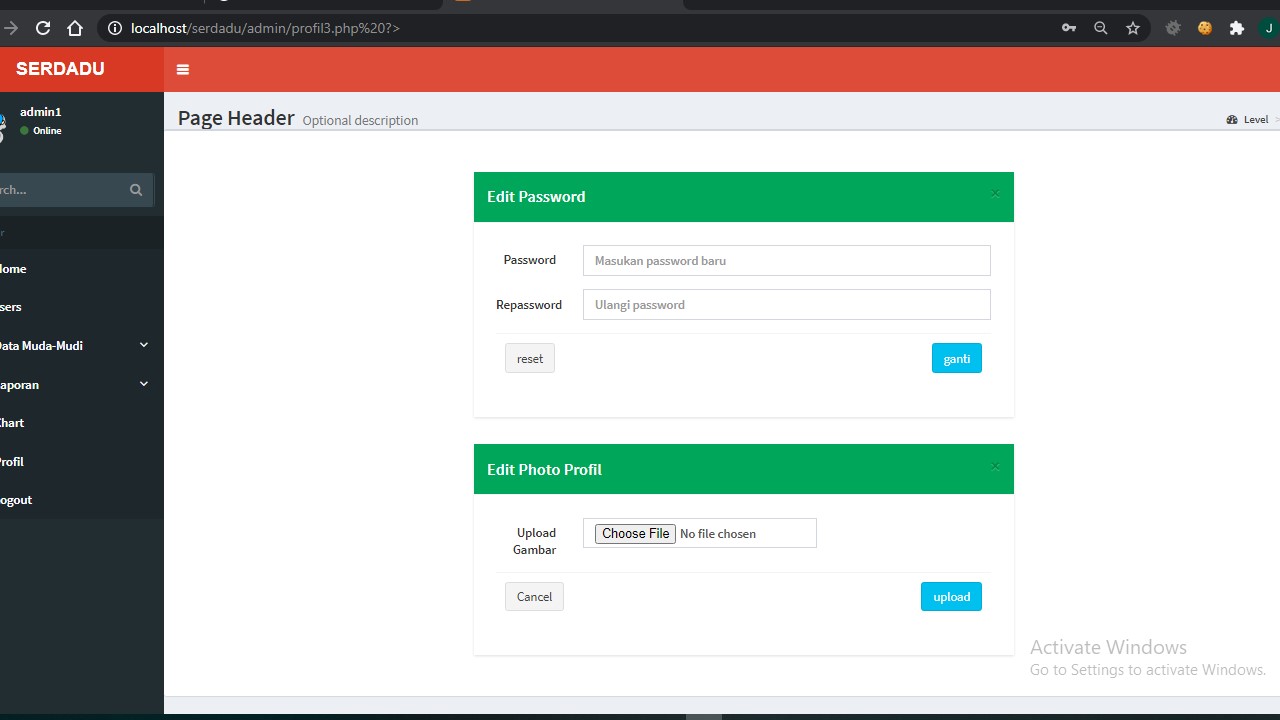 localhost/serdadu/admin/profil3.php%20?>
J
SERDADU
admin1
Online
rch...
r
Page Header Optional description
Level >
ome
sers
ata Muda-Mudi
aporan
hart
rofil
ogout
Edit Password ×
Password Masukan password baru
Repassword Ulangi password
reset ganti
Edit Photo Profil ×
Upload Gambar Choose File No file chosen
Cancel upload
Activate Windows
Go to Settings to activate Windows.